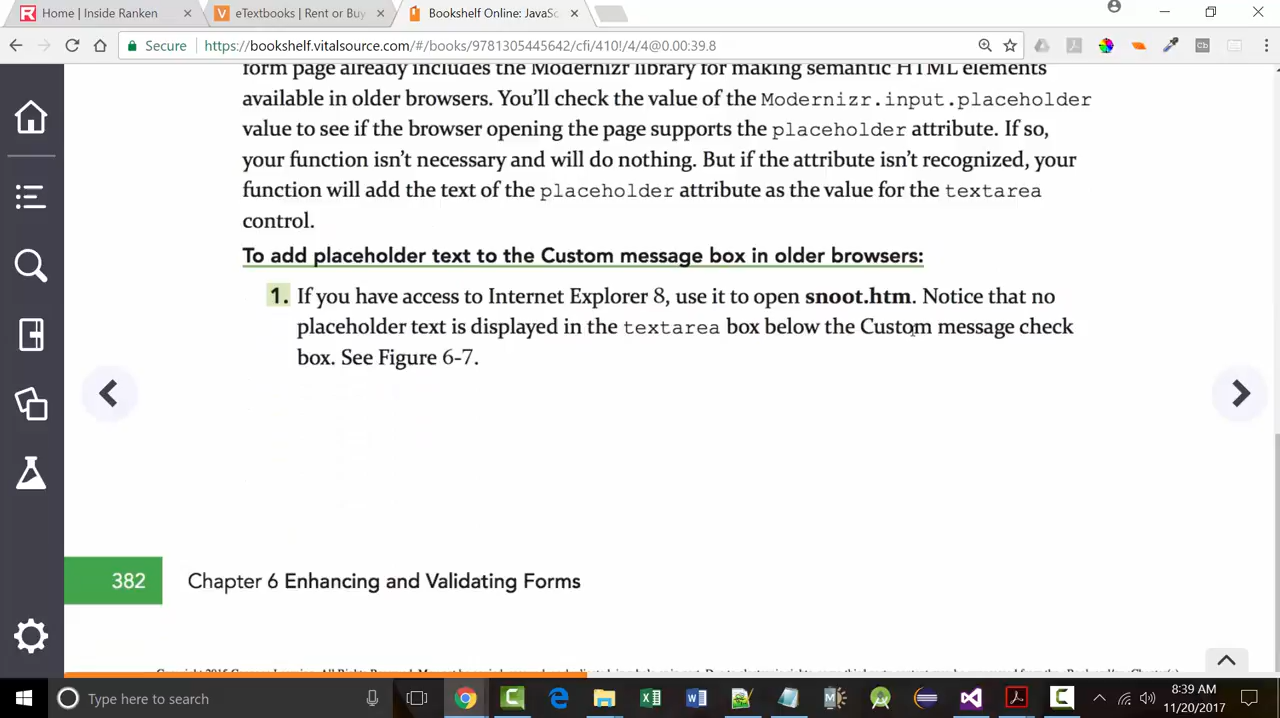 Home | Inside Ranken
eTextbooks | Rent or Buy
Bookshelf Online: JavaSc
Secure
https://bookshelf.vitalsource.com/#/books/9781305445642/cfi/410!/4/4@0.00:39.8
form page already includes the Modernizr library for making semantic HTML elements
available in older browsers. You'll check the value of the Modernizr.input.placeholder
value to see if the browser opening the page supports the placeholder attribute. If so,
your function isn't necessary and will do nothing. But if the attribute isn't recognized, your
function will add the text of the placeholder attribute as the value for the textarea
control.
To add placeholder text to the Custom message box in older browsers:
1. If you have access to Internet Explorer 8, use it to open snoot.htm. Notice that no
placeholder text is displayed in the textarea box below the Custom message check
box. See Figure 6-7.
382 Chapter 6 Enhancing and Validating Forms
Type here to search
8:39 AM
11/20/2017